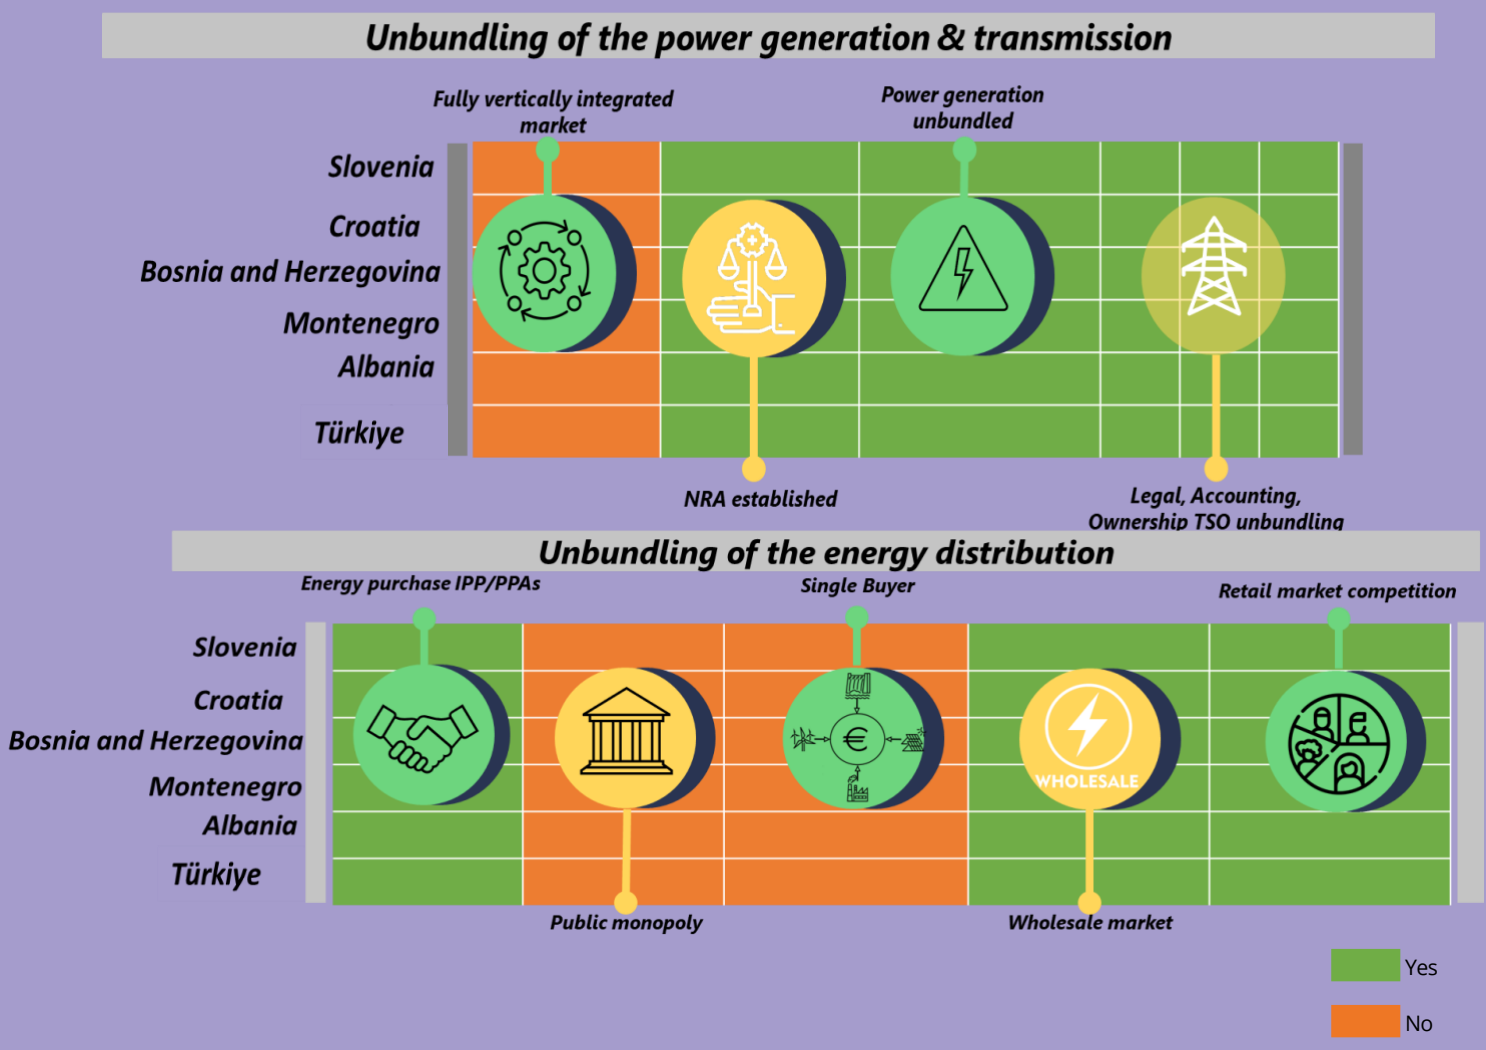 Unbundling of the power generation & transmission
Fully vertically integrated
market
Power generation
unbundled
Slovenia
Croatia
Bosnia and Herzegovina
Montenegro
Albania
Türkiye
NRA established
Legal, Accounting,
Ownership TSO unbundling
Unbundling of the energy distribution
Energy purchase IPP/PPAs
Single Buyer
Retail market competition
Slovenia
Croatia
Bosnia and Herzegovina
Montenegro
Albania
Türkiye
€
WHOLESALE
Public monopoly
Wholesale market
Yes
No